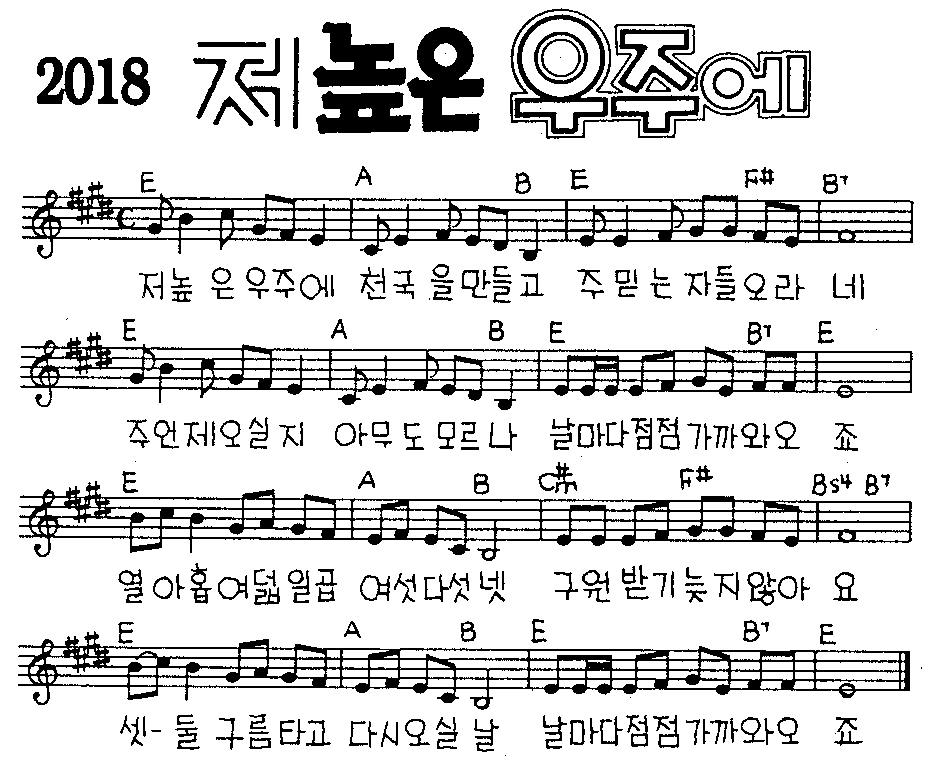 2018 저 높은 우주에
E A B E F# B7
저높 은우주에 천국 을만들고 주 믿 는 자들오라 네
E A B E B7 E
주언제오실 지 아무 도 모르 나 날마다점점가까와오 죠
E A B C#m F# Bs4 B7
열아홉여덟일곱 여섯다섯넷 구원받기늦지않아 요
E A B E B7 E
셋- 둘 구름타고 다시오실 날 날마다점점가까와오 죠